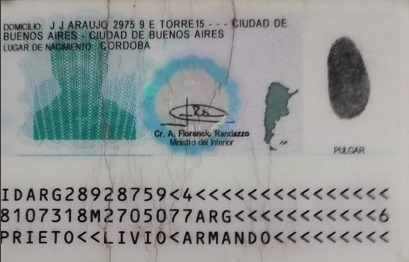 DOMICILIO: J J ARAUJO 2975 9 E TORRE15 - - - CIUDAD DE
BUENOS AIRES - CIUDAD DE BUENOS AIRES
LUGAR DE NACIMIENTO: CORDOBA
Cr. A. Florencio Randazzo
Ministro del Interior
PULGAR
IDARG28928759<4<<<<<<<<<<<<<<<
8107318M2705077ARG<<<<<<<<<<<6
PRIETO<<LIVIO<ARMANDO<<<<<<<<<